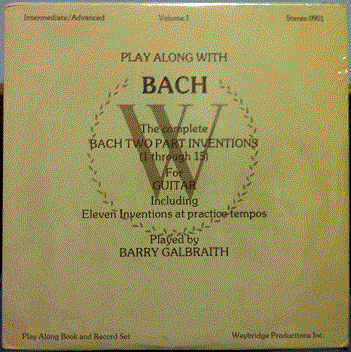 Intermediate/Advanced Volume I Stereo 0901
PLAY ALONG WITH
BACH
W
The complete
BACH TWO PART INVENTIONS
(1 through 15)
For
GUITAR
Including
Eleven Inventions at practice tempos
Played by
BARRY GALBRAITH
Play Along Book and Record Set Weybridge Productions Inc.